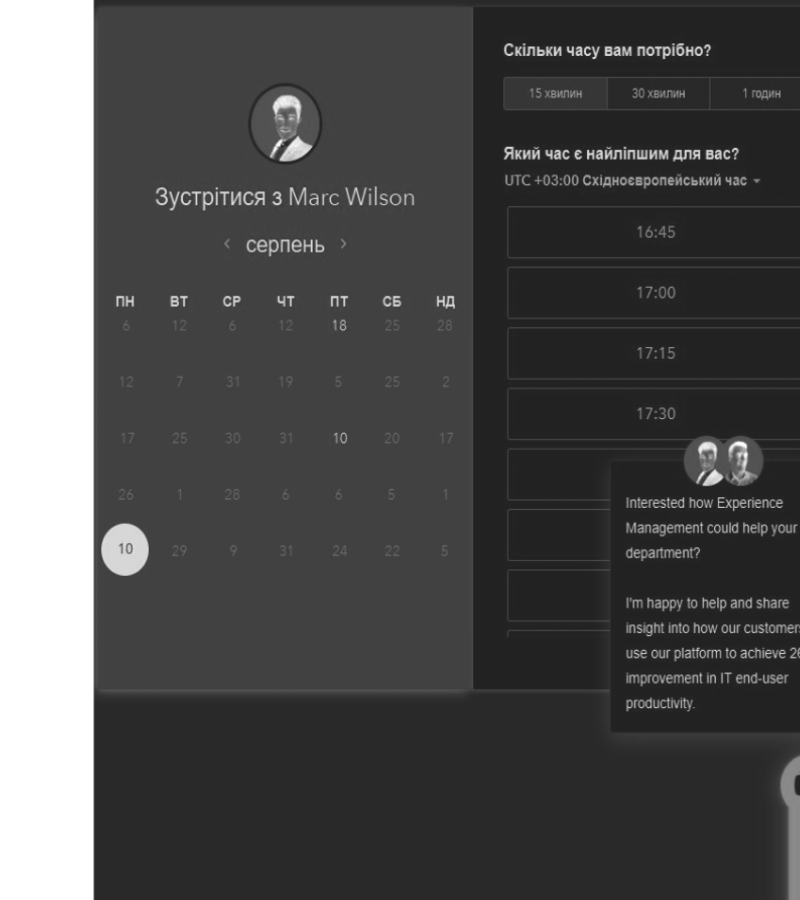 Зустрітися з Marc Wilson
серпень
ПН ВТ СР ЧТ ПТ СБ НД
6 12 6 12 18 25 28
12 7 31 19 5 25 2
17 25 30 31 10 20 17
26 1 28 6 6 5 1
10 29 9 31 24 22 5
Скільки часу вам потрібно?
15 хвилин 30 хвилин 1 годин
Який час є найліпшим для вас?
UTC +03:00 Східноєвропейський час
16:45
17:00
17:15
17:30
Interested how Experience
Management could help your
department?
I'm happy to help and share
insight into how our customers
use our platform to achieve 26
improvement in IT end-user
productivity.